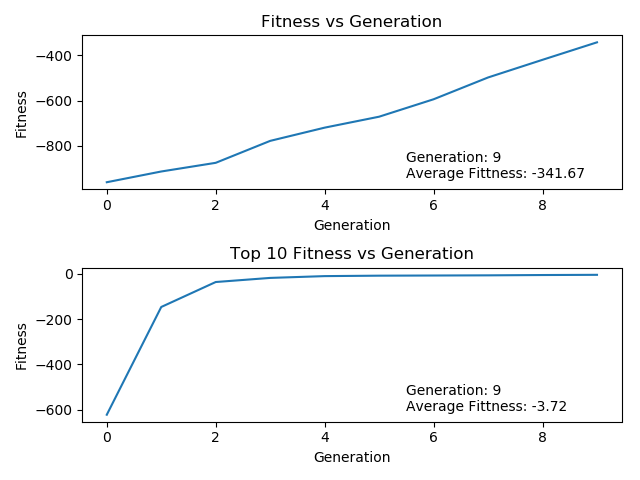 Fitness vs Generation
Fitness
−400
−600
−800
Generation: 9
Average Fittness: -341.67
0 2 4 6 8
Generation
Top 10 Fitness vs Generation
Fitness
0
−200
−400
−600
Generation: 9
Average Fittness: -3.72
0 2 4 6 8
Generation